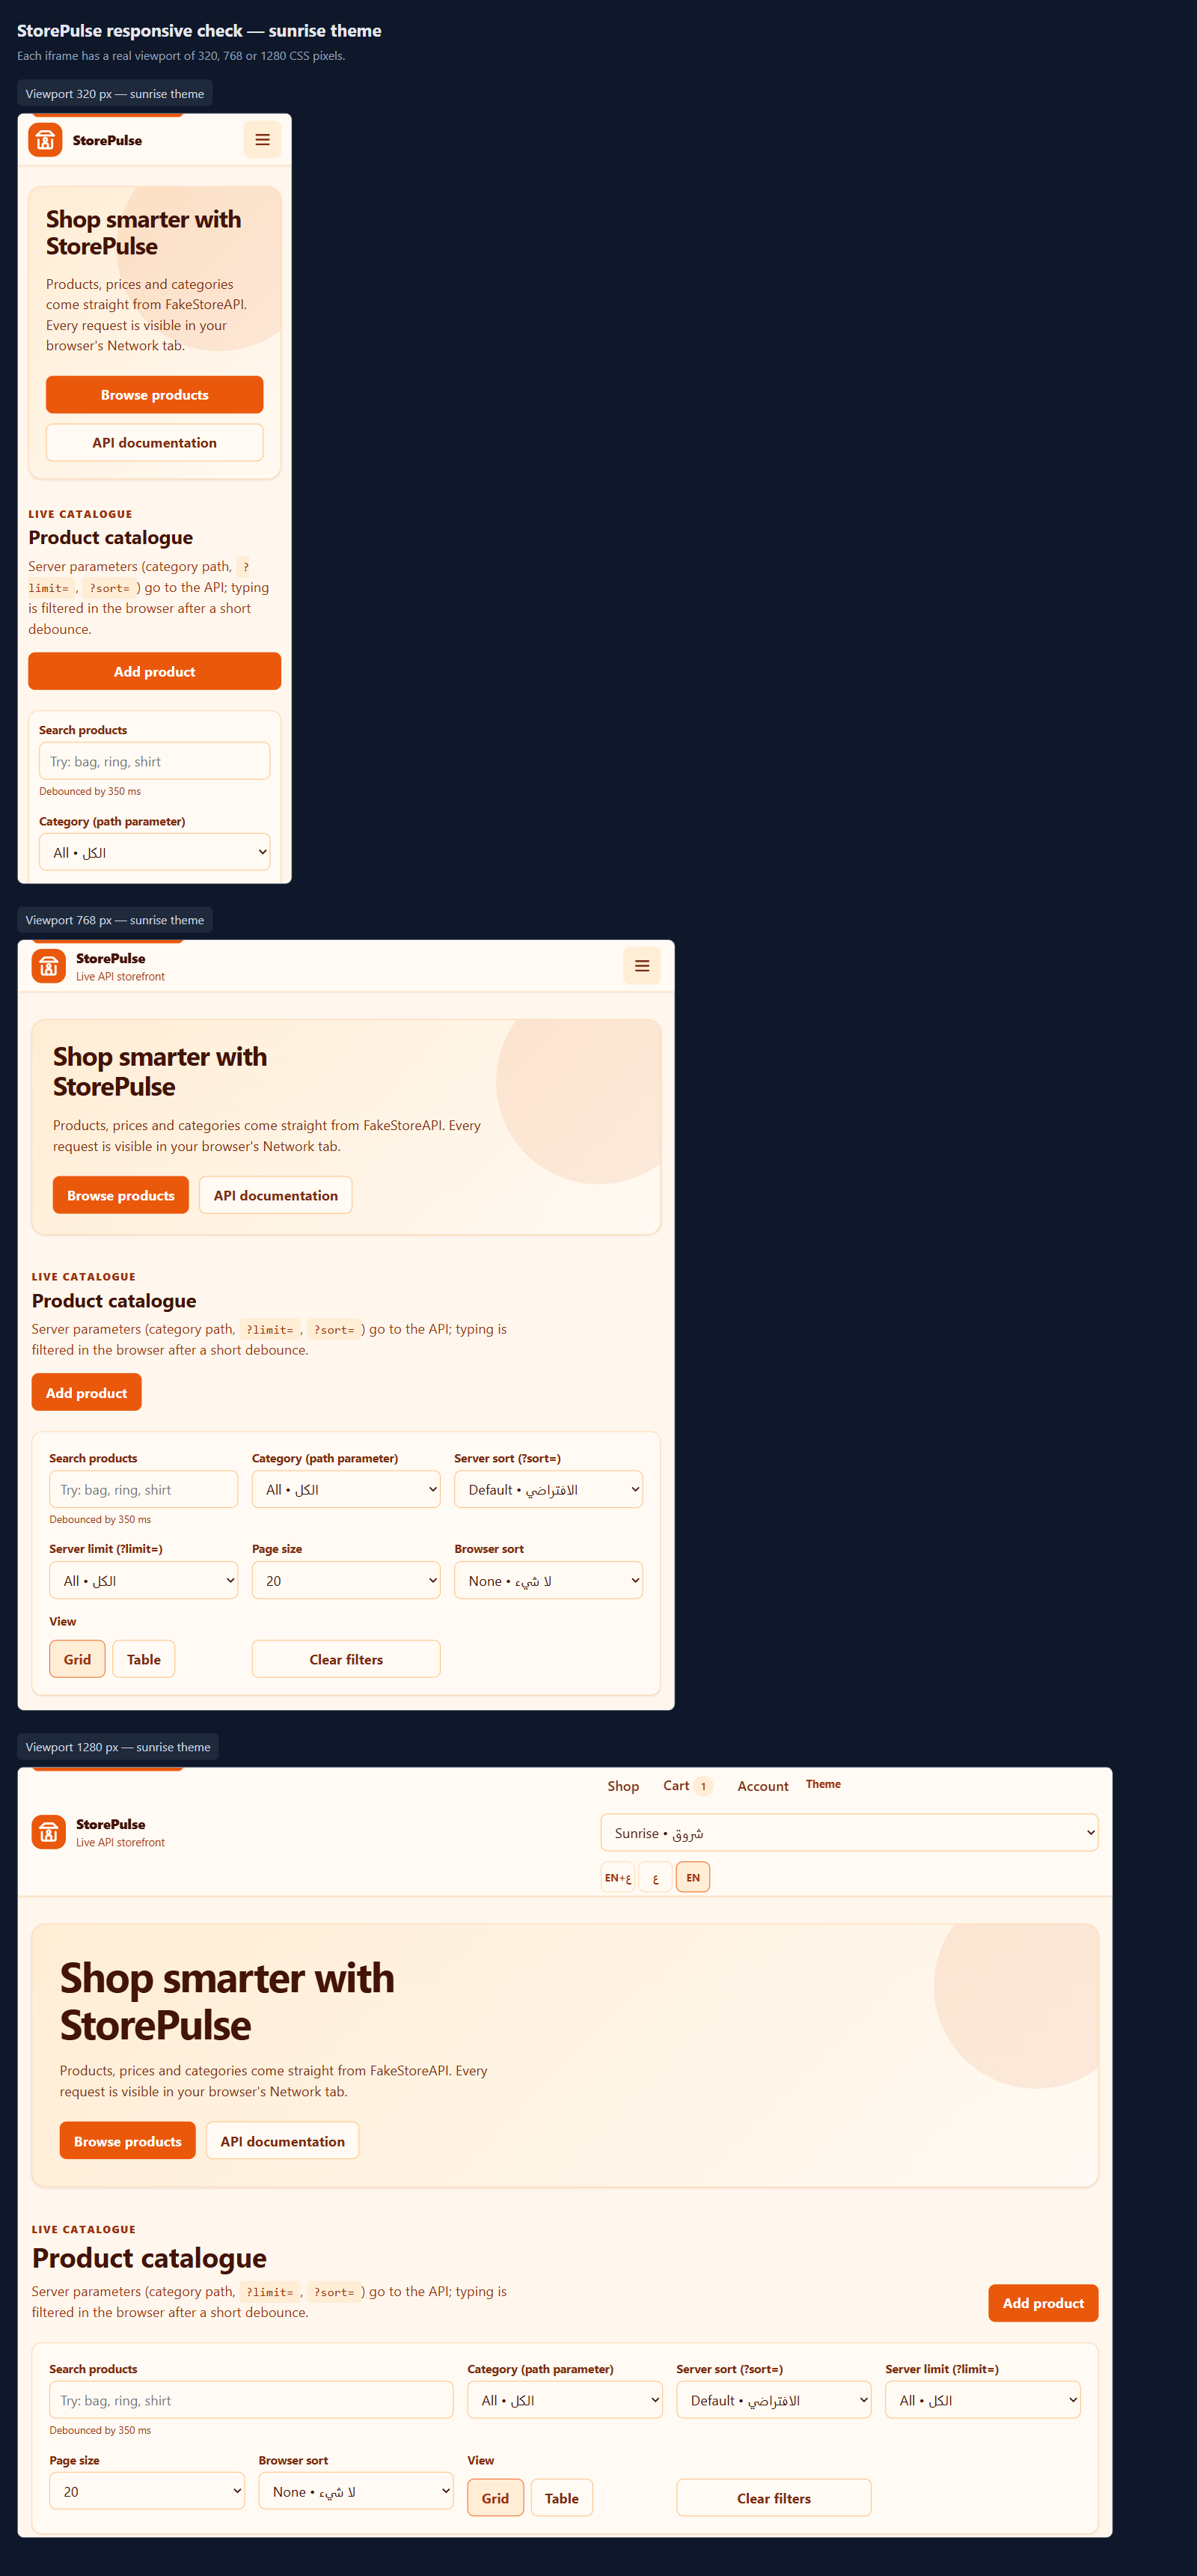 StorePulse responsive check — sunrise theme
Each iframe has a real viewport of 320, 768 or 1280 CSS pixels.
Viewport 320 px — sunrise theme
StorePulse
Shop smarter with
StorePulse
Products, prices and categories
come straight from FakeStoreAPI.
Every request is visible in your
browser's Network tab.
Browse products
API documentation
LIVE CATALOGUE
Product catalogue
Server parameters (category path, ?
limit= , ?sort= ) go to the API; typing
is filtered in the browser after a short
debounce.
Add product
Search products
Try: bag, ring, shirt
Debounced by 350 ms
Category (path parameter)
All • الكل
Viewport 768 px — sunrise theme
StorePulse
Live API storefront
Shop smarter with
StorePulse
Products, prices and categories come straight from FakeStoreAPI. Every
request is visible in your browser's Network tab.
Browse products API documentation
LIVE CATALOGUE
Product catalogue
Server parameters (category path, ?limit= , ?sort= ) go to the API; typing is
filtered in the browser after a short debounce.
Add product
Search products Category (path parameter) Server sort (?sort=)
Try: bag, ring, shirt All • الكل Default • الافتراضي
Debounced by 350 ms
Server limit (?limit=) Page size Browser sort
All • الكل 20 None • لا شيء
View
Grid Table Clear filters
Viewport 1280 px — sunrise theme
Shop Cart 1 Account Theme
StorePulse
Live API storefront
Sunrise • شروق
EN+ع ع EN
Shop smarter with
StorePulse
Products, prices and categories come straight from FakeStoreAPI. Every
request is visible in your browser's Network tab.
Browse products API documentation
LIVE CATALOGUE
Product catalogue
Server parameters (category path, ?limit= , ?sort= ) go to the API; typing is
filtered in the browser after a short debounce.
Add product
Search products Category (path parameter) Server sort (?sort=) Server limit (?limit=)
Try: bag, ring, shirt All • الكل Default • الافتراضي All • الكل
Debounced by 350 ms
Page size Browser sort View
20 None • لا شيء Grid Table Clear filters